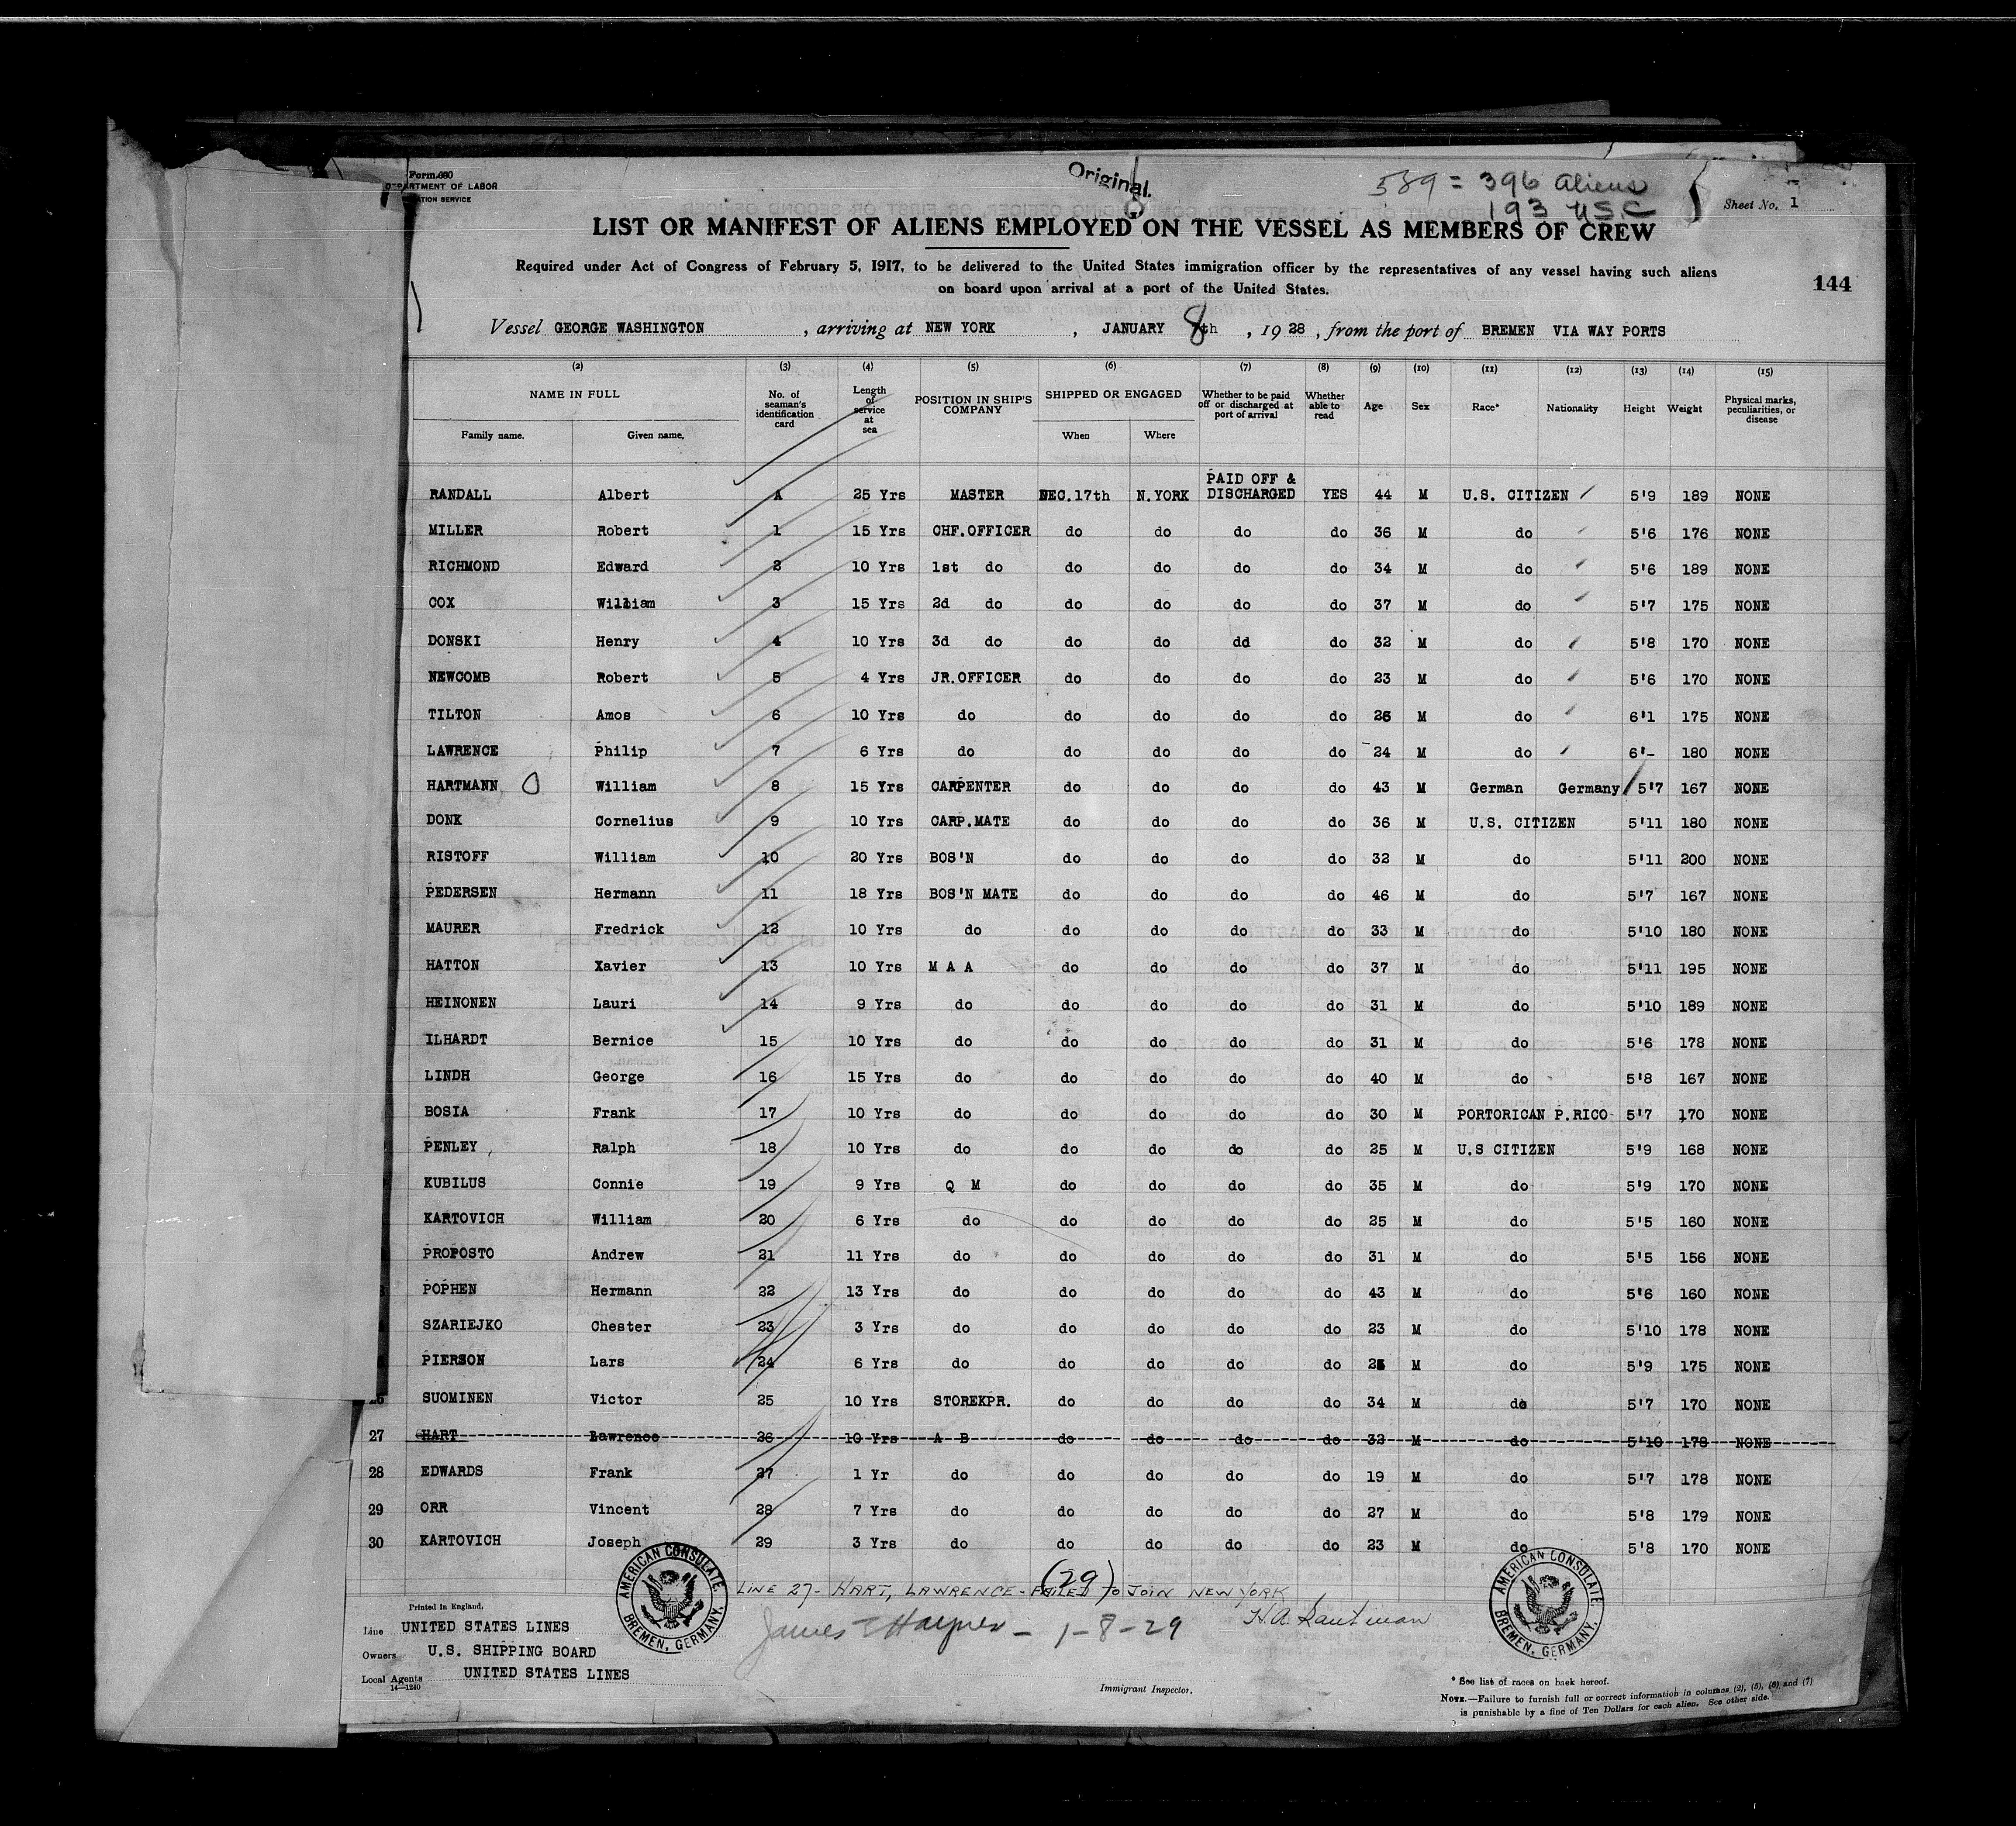 Form 680
DEPARTMENT OF LABOR
Original.
589 = 396 Aliens
193 U S C
Sheet No. 1
LIST OR MANIFEST OF ALIENS EMPLOYED ON THE VESSEL AS MEMBERS OF CREW
Required under Act of Congress of February 5, 1917, to be delivered to the United States immigration officer by the representatives of any vessel having such aliens
on board upon arrival at a port of the United States.
144
Vessel GEORGE WASHINGTON, arriving at NEW YORK, JANUARY 8th, 1928, from the port of BREMEN VIA WAY PORTS
(2) (3) (4) (5) (6) (7) (8) (9) (10) (11) (12) (13) (14) (15)
NAME IN FULL No. of seaman's identification card Length of service at sea POSITION IN SHIP'S COMPANY SHIPPED OR ENGAGED Whether to be paid off or discharged at port of arrival Whether able to read Age Sex Race* Nationality Height Weight Physical marks, peculiarities, or disease
Family name. Given name. When Where
RANDALL Albert A 25 Yrs MASTER DEC.17th N.YORK PAID OFF & DISCHARGED YES 44 M U.S. CITIZEN 5'9 189 NONE
MILLER Robert 1 15 Yrs CHF.OFFICER do do do do 36 M do 5'6 176 NONE
RICHMOND Edward 2 10 Yrs 1st do do do do do 34 M do 5'6 189 NONE
COX William 3 15 Yrs 2d do do do do do 37 M do 5'7 175 NONE
DONSKI Henry 4 10 Yrs 3d do do do dd do 32 M do 5'8 170 NONE
NEWCOMB Robert 5 4 Yrs JR.OFFICER do do do do 23 M do 5'6 170 NONE
TILTON Amos 6 10 Yrs do do do do do 26 M do 6'1 175 NONE
LAWRENCE Philip 7 6 Yrs do do do do do 24 M do 6'- 180 NONE
HARTMANN William 8 15 Yrs CARPENTER do do do do 43 M German Germany 5'7 167 NONE
DONK Cornelius 9 10 Yrs CARP.MATE do do do do 36 M U.S. CITIZEN 5'11 180 NONE
RISTOFF William 10 20 Yrs BOS'N do do do do 32 M do 5'11 200 NONE
PEDERSEN Hermann 11 18 Yrs BOS'N MATE do do do do 46 M do 5'7 167 NONE
MAURER Fredrick 12 10 Yrs do do do do do 33 M do 5'10 180 NONE
HATTON Xavier 13 10 Yrs M A A do do do do 37 M do 5'11 195 NONE
HEINONEN Lauri 14 9 Yrs do do do do do 31 M do 5'10 189 NONE
ILHARDT Bernice 15 10 Yrs do do do do do 31 M do 5'6 178 NONE
LINDH George 16 15 Yrs do do do do do 40 M do 5'8 167 NONE
BOSIA Frank 17 10 Yrs do do do do do 30 M PORTORICAN P.RICO 5'7 170 NONE
PENLEY Ralph 18 10 Yrs do do do do do 25 M U.S CITIZEN 5'9 168 NONE
KUBILUS Connie 19 9 Yrs Q M do do do do 35 M do 5'9 170 NONE
KARTOVICH William 20 6 Yrs do do do do do 25 M do 5'5 160 NONE
PROPOSTO Andrew 21 11 Yrs do do do do do 31 M do 5'5 156 NONE
POPHEN Hermann 22 13 Yrs do do do do do 43 M do 5'6 160 NONE
SZARIEJKO Chester 23 3 Yrs do do do do do 23 M do 5'10 178 NONE
PIERSON Lars 24 6 Yrs do do do do do M do 5'9 175 NONE
SUOMINEN Victor 25 10 Yrs STOREKPR. do do do do 34 M do 5'7 170 NONE
27 HART Lawrence 26 10 Yrs A B do do do do 32 M do 5'10 178 NONE
28 EDWARDS Frank 27 1 Yr do do do do do 19 M do 5'7 178 NONE
29 ORR Vincent 28 7 Yrs do do do do do 27 M do 5'8 179 NONE
30 KARTOVICH Joseph 29 3 Yrs do do do do do 23 M do 5'8 170 NONE
(29)
LINE 27 - HART, LAWRENCE - FAILED TO JOIN NEW YORK
AMERICAN CONSULATE. BREMEN, GERMANY.
AMERICAN CONSULATE. BREMEN, GERMANY.
Printed in England.
Line UNITED STATES LINES
Owners U.S. SHIPPING BOARD
Local Agents UNITED STATES LINES
14—1240
James 1-8-29
H.A.
Immigrant Inspector.
* See list of races on back hereof.
NOTE.—Failure to furnish full or correct information in columns (2), (5), (6) and (7)
is punishable by a fine of Ten Dollars for each alien. See other side.